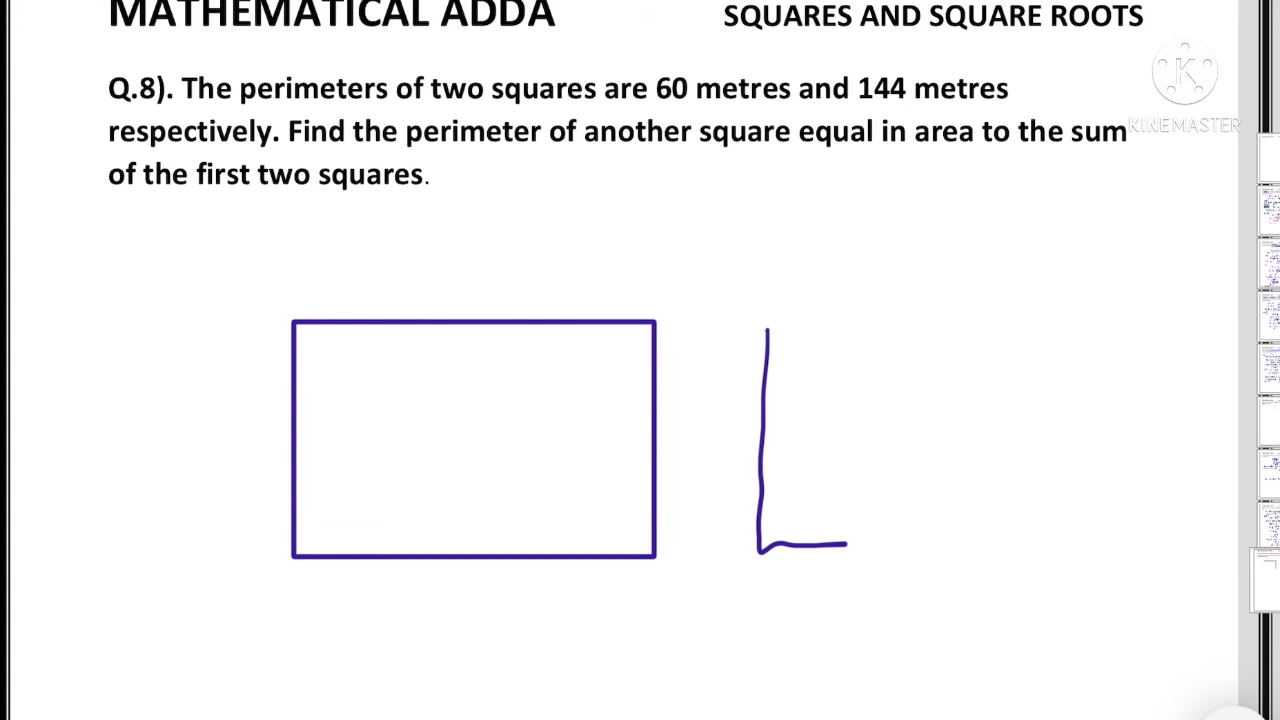 MATHEMATICAL ADDA
SQUARES AND SQUARE ROOTS
Q.8). The perimeters of two squares are 60 metres and 144 metres
respectively. Find the perimeter of another square equal in area to the sum
of the first two squares.
K
KINEMASTER